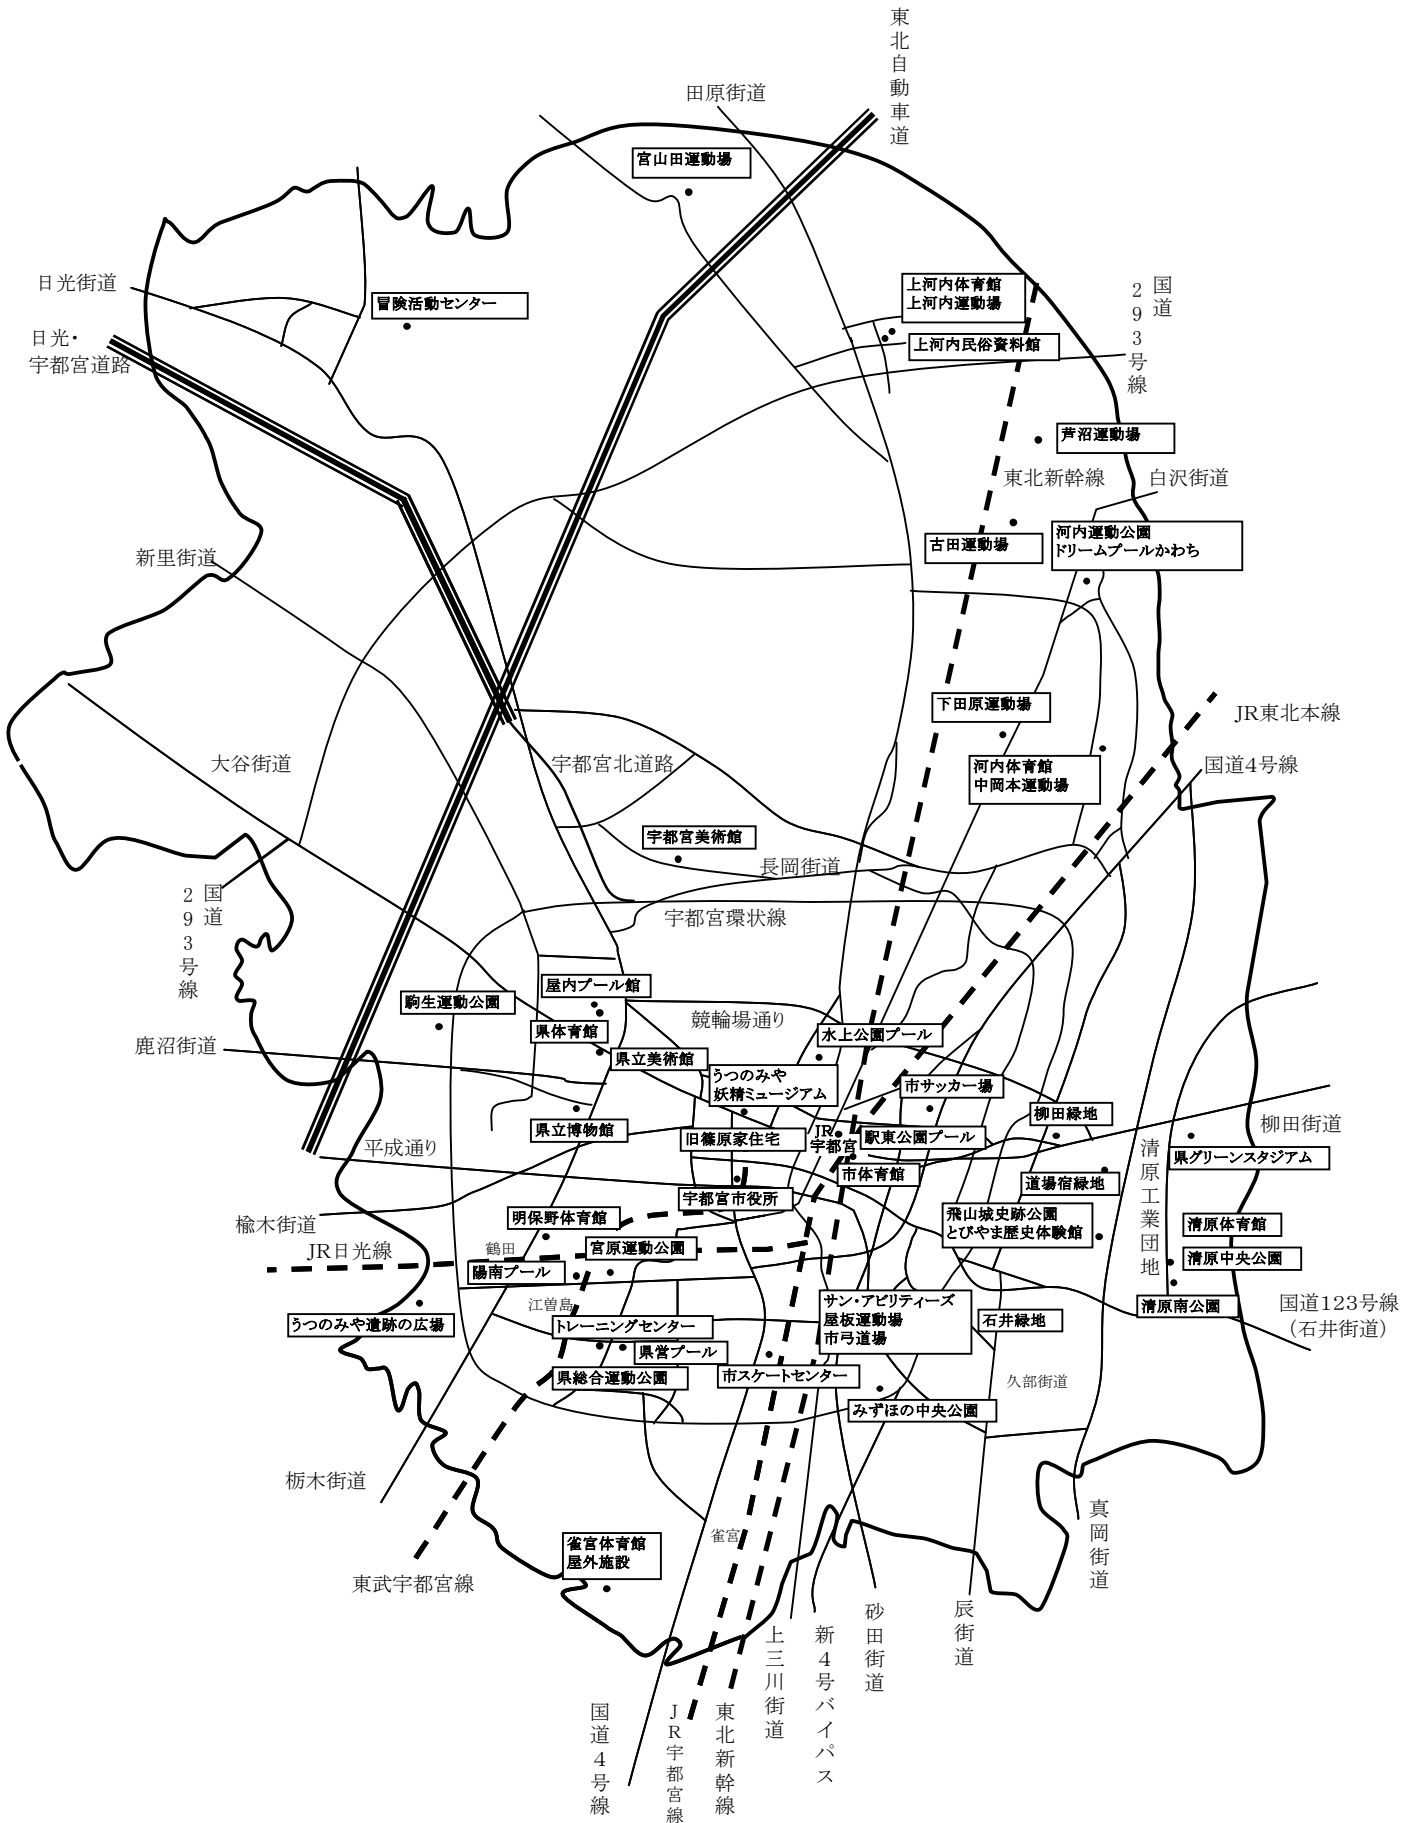 東北自動車道
田原街道
宮山田運動場
日光街道
冒険活動センター
上河内体育館
上河内運動場
国道
293号線
日光・
宇都宮道路
上河内民俗資料館
芦沼運動場
東北新幹線
白沢街道
古田運動場
河内運動公園
ドリームプールかわち
新里街道
下田原運動場
JR東北本線
大谷街道
宇都宮北道路
河内体育館
中岡本運動場
国道4号線
宇都宮美術館
長岡街道
国道
293号線
宇都宮環状線
屋内プール館
駒生運動公園
県体育館
競輪場通り
水上公園プール
鹿沼街道
県立美術館
うつのみや
妖精ミュージアム
市サッカー場
柳田緑地
柳田街道
県立博物館
旧篠原家住宅
JR
宇都宮
駅東公園プール
平成通り
清原工業団地
県グリーンスタジアム
市体育館
道場宿緑地
宇都宮市役所
楡木街道
明保野体育館
飛山城史跡公園
とびやま歴史体験館
清原体育館
JR日光線
鶴田
宮原運動公園
清原中央公園
陽南プール
江曽島
サン・アビリティーズ
屋板運動場
市弓道場
清原南公園
国道123号線
（石井街道）
うつのみや遺跡の広場
トレーニングセンター
石井緑地
県営プール
県総合運動公園
市スケートセンター
久部街道
みずほの中央公園
栃木街道
雀宮
真岡街道
雀宮体育館
屋外施設
東武宇都宮線
国道4号線
JR宇都宮線
東北新幹線
上三川街道
新4号バイパス
砂田街道
辰街道